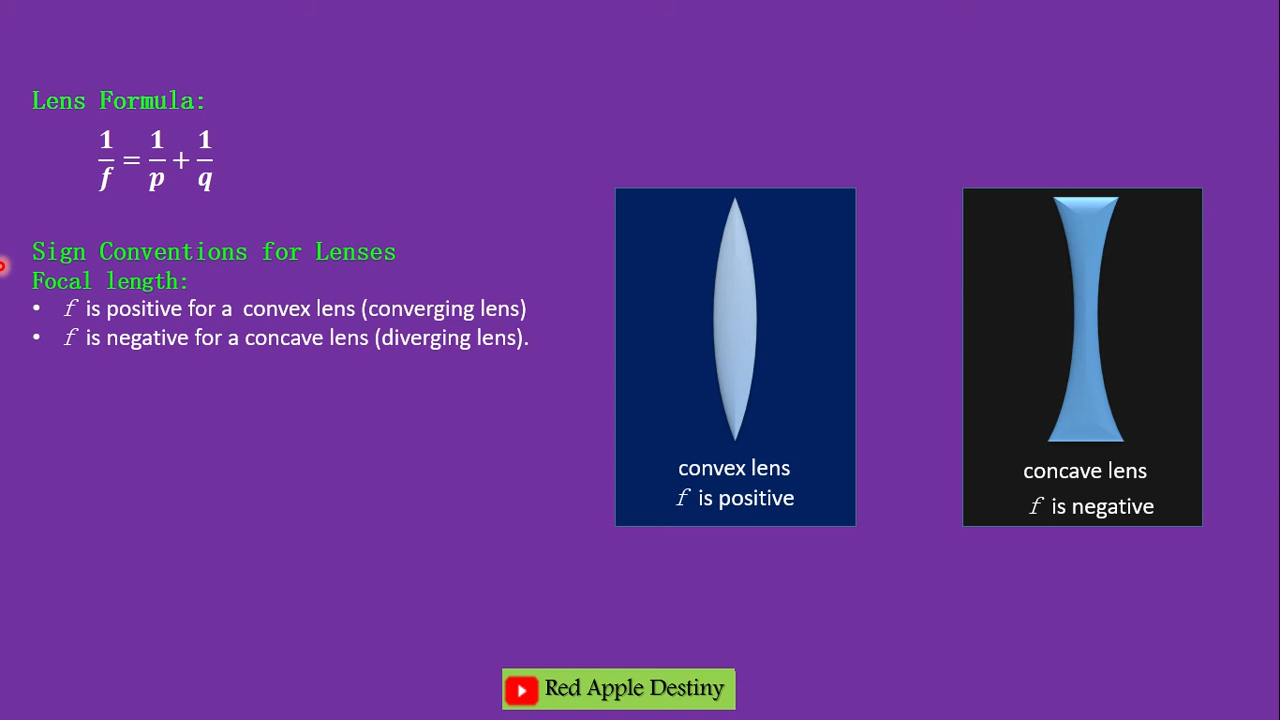 Lens Formula:
1/f = 1/p + 1/q
Sign Conventions for Lenses
Focal length:
• f is positive for a convex lens (converging lens)
• f is negative for a concave lens (diverging lens).
convex lens
f is positive
concave lens
f is negative
Red Apple Destiny